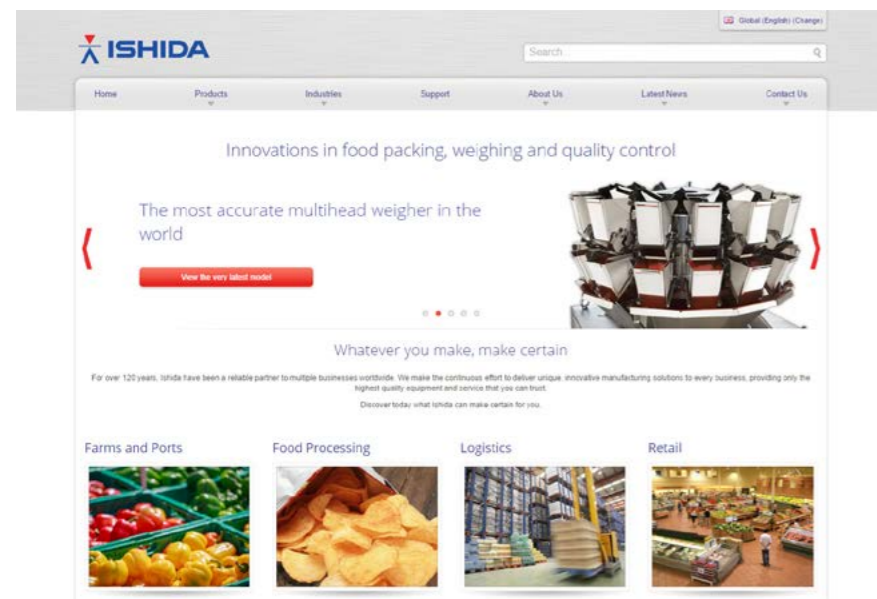 Global (English) (Change)
ISHIDA
Search...
Home Products Industries Support About Us Latest News Contact Us
Innovations in food packing, weighing and quality control
The most accurate multihead weigher in the
world
View the very latest model
Whatever you make, make certain
For over 120 years, Ishida have been a reliable partner to multiple businesses worldwide. We make the continuous effort to deliver unique, innovative manufacturing solutions to every business, providing only the
highest quality equipment and service that you can trust.
Discover today what Ishida can make certain for you.
Farms and Ports Food Processing Logistics Retail